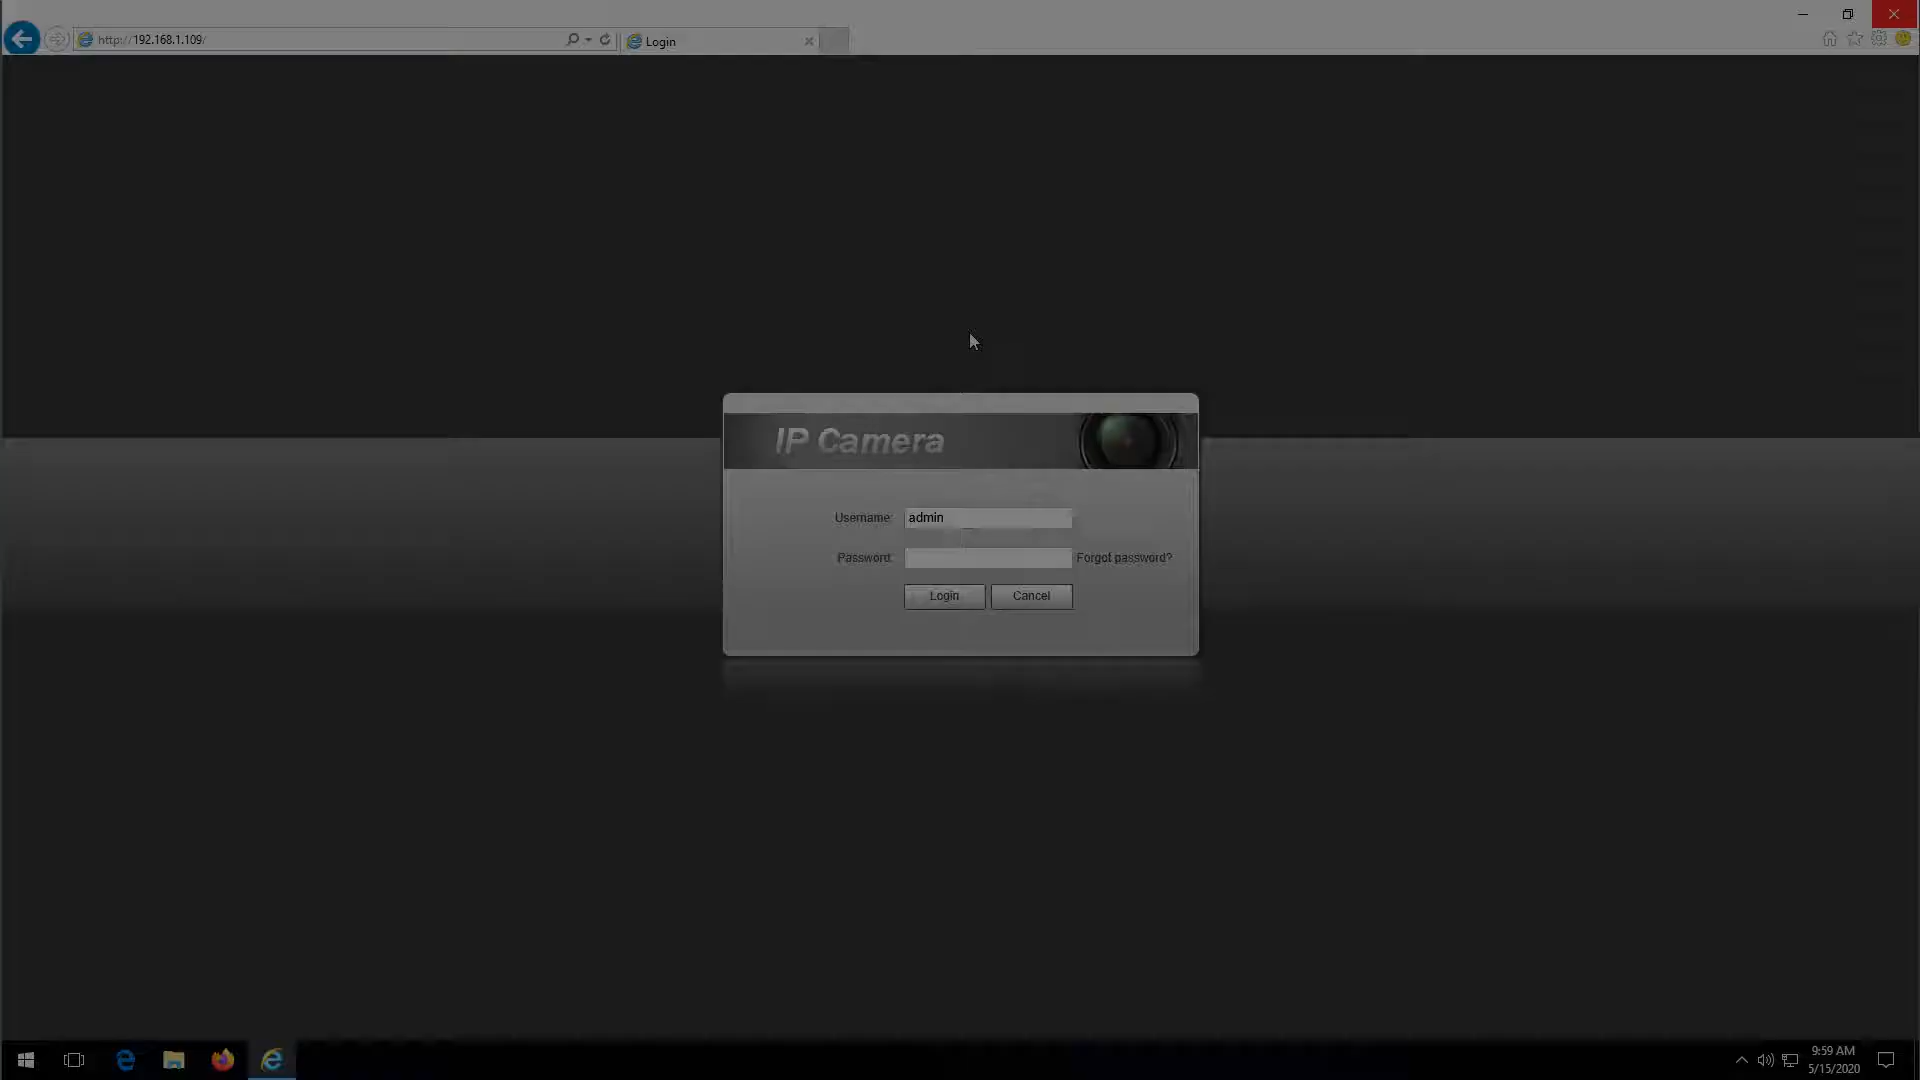 http://192.168.1.109/
Login
IP Camera
Username:
admin
Password:
Forgot password?
Login
Cancel
9:59 AM
5/15/2020